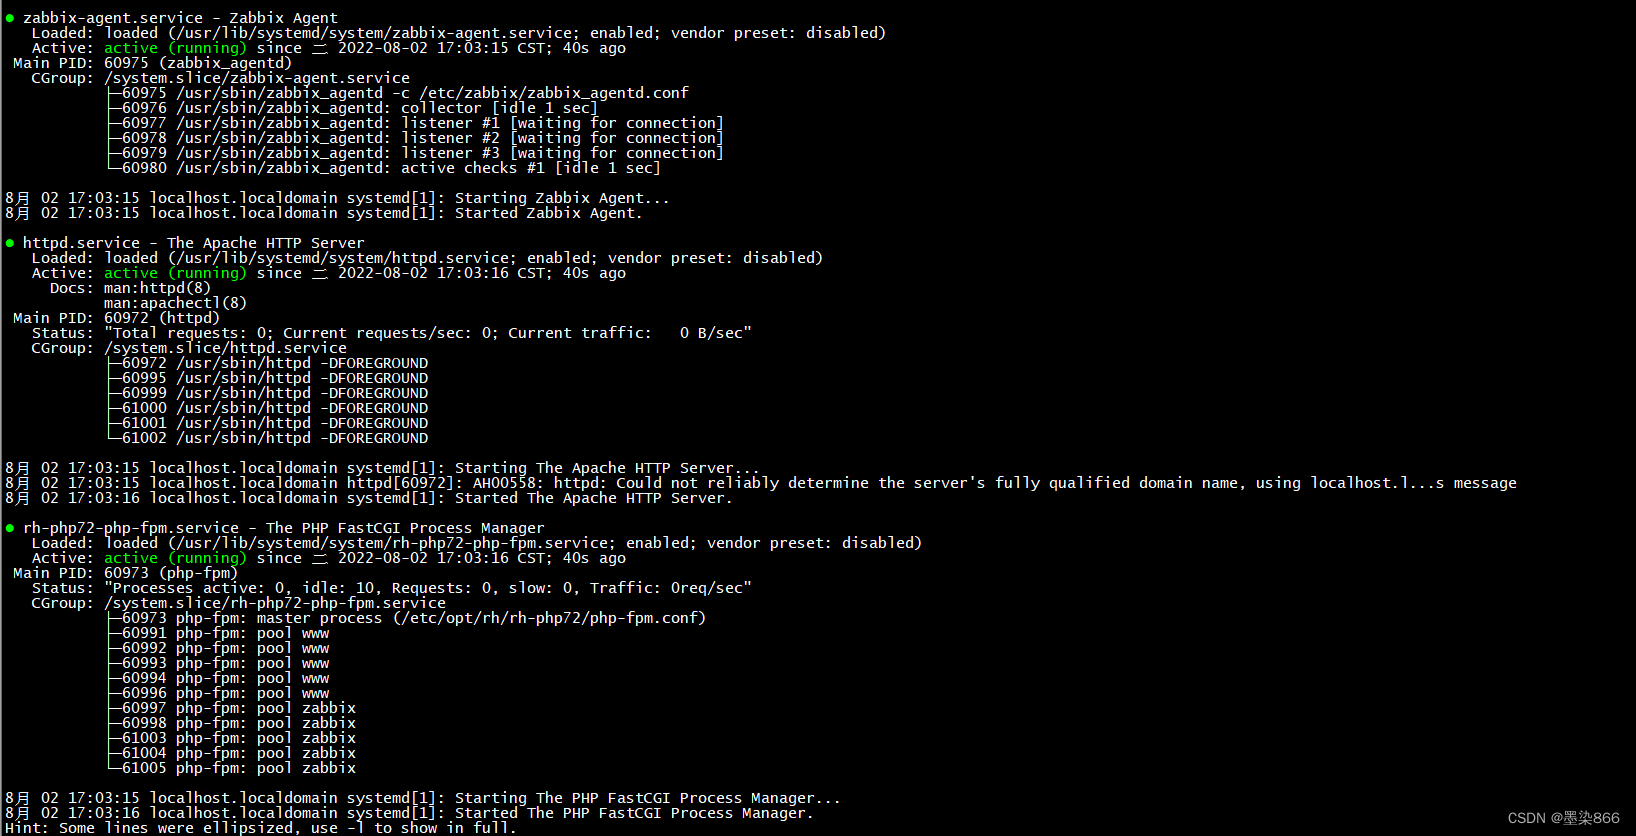 ● zabbix-agent.service - Zabbix Agent
Loaded: loaded (/usr/lib/systemd/system/zabbix-agent.service; enabled; vendor preset: disabled)
Active: active (running) since 二 2022-08-02 17:03:15 CST; 40s ago
Main PID: 60975 (zabbix_agentd)
CGroup: /system.slice/zabbix-agent.service
├─60975 /usr/sbin/zabbix_agentd -c /etc/zabbix/zabbix_agentd.conf
├─60976 /usr/sbin/zabbix_agentd: collector [idle 1 sec]
├─60977 /usr/sbin/zabbix_agentd: listener #1 [waiting for connection]
├─60978 /usr/sbin/zabbix_agentd: listener #2 [waiting for connection]
├─60979 /usr/sbin/zabbix_agentd: listener #3 [waiting for connection]
└─60980 /usr/sbin/zabbix_agentd: active checks #1 [idle 1 sec]
8月 02 17:03:15 localhost.localdomain systemd[1]: Starting Zabbix Agent...
8月 02 17:03:15 localhost.localdomain systemd[1]: Started Zabbix Agent.
● httpd.service - The Apache HTTP Server
Loaded: loaded (/usr/lib/systemd/system/httpd.service; enabled; vendor preset: disabled)
Active: active (running) since 二 2022-08-02 17:03:16 CST; 40s ago
Docs: man:httpd(8)
man:apachectl(8)
Main PID: 60972 (httpd)
Status: "Total requests: 0; Current requests/sec: 0; Current traffic:   0 B/sec"
CGroup: /system.slice/httpd.service
├─60972 /usr/sbin/httpd -DFOREGROUND
├─60995 /usr/sbin/httpd -DFOREGROUND
├─60999 /usr/sbin/httpd -DFOREGROUND
├─61000 /usr/sbin/httpd -DFOREGROUND
├─61001 /usr/sbin/httpd -DFOREGROUND
└─61002 /usr/sbin/httpd -DFOREGROUND
8月 02 17:03:15 localhost.localdomain systemd[1]: Starting The Apache HTTP Server...
8月 02 17:03:15 localhost.localdomain httpd[60972]: AH00558: httpd: Could not reliably determine the server's fully qualified domain name, using localhost.l...s message
8月 02 17:03:16 localhost.localdomain systemd[1]: Started The Apache HTTP Server.
● rh-php72-php-fpm.service - The PHP FastCGI Process Manager
Loaded: loaded (/usr/lib/systemd/system/rh-php72-php-fpm.service; enabled; vendor preset: disabled)
Active: active (running) since 二 2022-08-02 17:03:16 CST; 40s ago
Main PID: 60973 (php-fpm)
Status: "Processes active: 0, idle: 10, Requests: 0, slow: 0, Traffic: 0req/sec"
CGroup: /system.slice/rh-php72-php-fpm.service
├─60973 php-fpm: master process (/etc/opt/rh/rh-php72/php-fpm.conf)
├─60991 php-fpm: pool www
├─60992 php-fpm: pool www
├─60993 php-fpm: pool www
├─60994 php-fpm: pool www
├─60996 php-fpm: pool www
├─60997 php-fpm: pool zabbix
├─60998 php-fpm: pool zabbix
├─61003 php-fpm: pool zabbix
├─61004 php-fpm: pool zabbix
└─61005 php-fpm: pool zabbix
8月 02 17:03:15 localhost.localdomain systemd[1]: Starting The PHP FastCGI Process Manager...
8月 02 17:03:16 localhost.localdomain systemd[1]: Started The PHP FastCGI Process Manager.
Hint: Some lines were ellipsized, use -l to show in full.
CSDN @墨染866